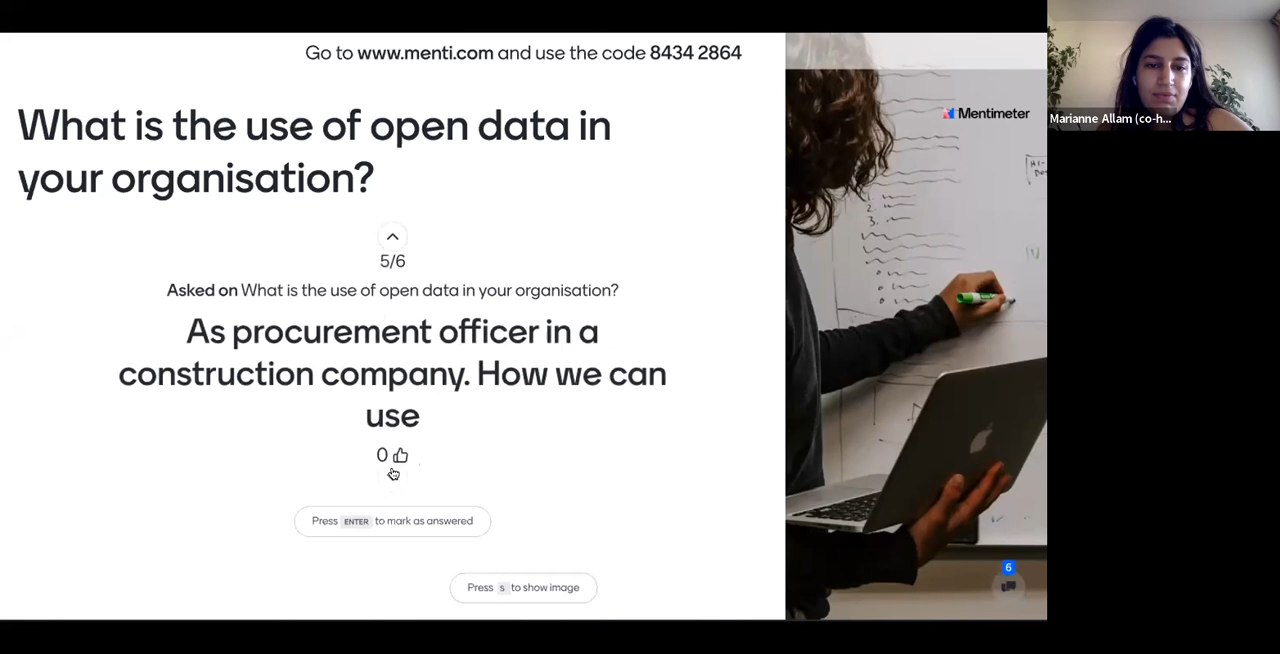 Go to www.menti.com and use the code 8434 2864
What is the use of open data in
your organisation?
5/6
Asked on What is the use of open data in your organisation?
As procurement officer in a
construction company. How we can
use
0
Press ENTER to mark as answered
Press S to show image
Mentimeter
1.
2.
3.
6
Marianne Allam (co-h...